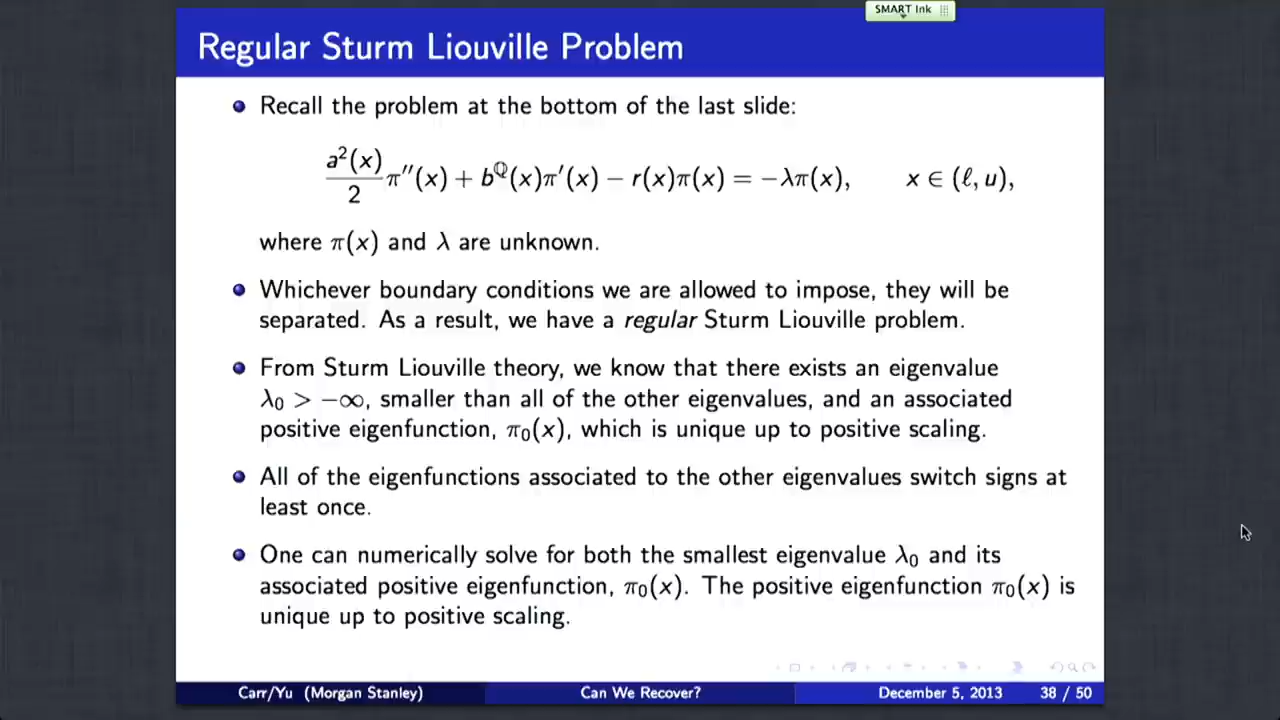 SMART Ink
Regular Sturm Liouville Problem
Recall the problem at the bottom of the last slide:
a²(x)/2 π′′(x) + b^ℚ(x)π′(x) − r(x)π(x) = −λπ(x), x ∈ (ℓ, u),
where π(x) and λ are unknown.
Whichever boundary conditions we are allowed to impose, they will be
separated. As a result, we have a regular Sturm Liouville problem.
From Sturm Liouville theory, we know that there exists an eigenvalue
λ₀ > −∞, smaller than all of the other eigenvalues, and an associated
positive eigenfunction, π₀(x), which is unique up to positive scaling.
All of the eigenfunctions associated to the other eigenvalues switch signs at
least once.
One can numerically solve for both the smallest eigenvalue λ₀ and its
associated positive eigenfunction, π₀(x). The positive eigenfunction π₀(x) is
unique up to positive scaling.
Carr/Yu (Morgan Stanley) Can We Recover? December 5, 2013 38 / 50